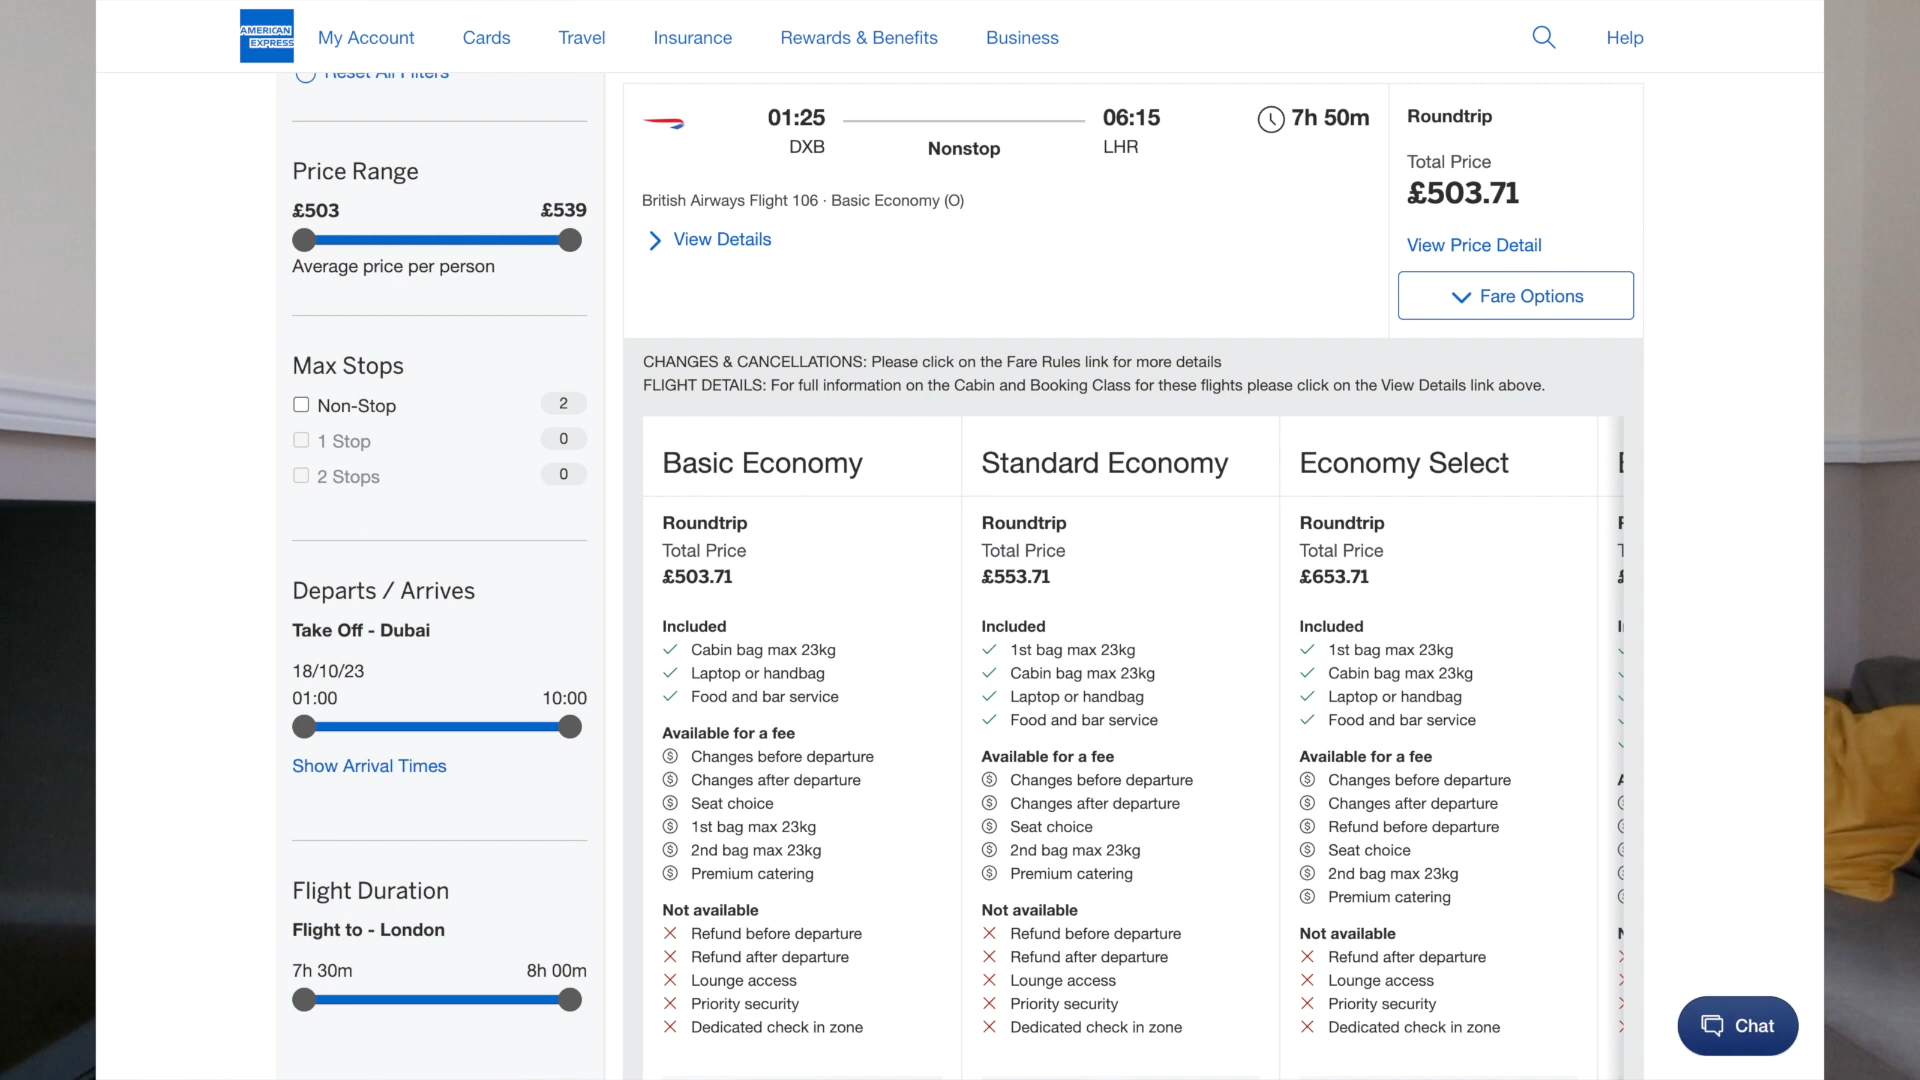 AMERICAN
EXPRESS
My Account
Cards
Travel
Insurance
Rewards & Benefits
Business
Help
Reset All Filters
Price Range
£503
£539
Average price per person
Max Stops
Non-Stop
2
1 Stop
0
2 Stops
0
Departs / Arrives
Take Off - Dubai
18/10/23
01:00
10:00
Show Arrival Times
Flight Duration
Flight to - London
7h 30m
8h 00m
01:25
DXB
Nonstop
06:15
LHR
7h 50m
British Airways Flight 106 · Basic Economy (O)
View Details
Roundtrip
Total Price
£503.71
View Price Detail
Fare Options
CHANGES & CANCELLATIONS: Please click on the Fare Rules link for more details
FLIGHT DETAILS: For full information on the Cabin and Booking Class for these flights please click on the View Details link above.
Basic Economy
Roundtrip
Total Price
£503.71
Included
Cabin bag max 23kg
Laptop or handbag
Food and bar service
Available for a fee
Changes before departure
Changes after departure
Seat choice
1st bag max 23kg
2nd bag max 23kg
Premium catering
Not available
Refund before departure
Refund after departure
Lounge access
Priority security
Dedicated check in zone
Standard Economy
Roundtrip
Total Price
£553.71
Included
1st bag max 23kg
Cabin bag max 23kg
Laptop or handbag
Food and bar service
Available for a fee
Changes before departure
Changes after departure
Seat choice
2nd bag max 23kg
Premium catering
Not available
Refund before departure
Refund after departure
Lounge access
Priority security
Dedicated check in zone
Economy Select
Roundtrip
Total Price
£653.71
Included
1st bag max 23kg
Cabin bag max 23kg
Laptop or handbag
Food and bar service
Available for a fee
Changes before departure
Changes after departure
Refund before departure
Seat choice
2nd bag max 23kg
Premium catering
Not available
Refund after departure
Lounge access
Priority security
Dedicated check in zone
Chat